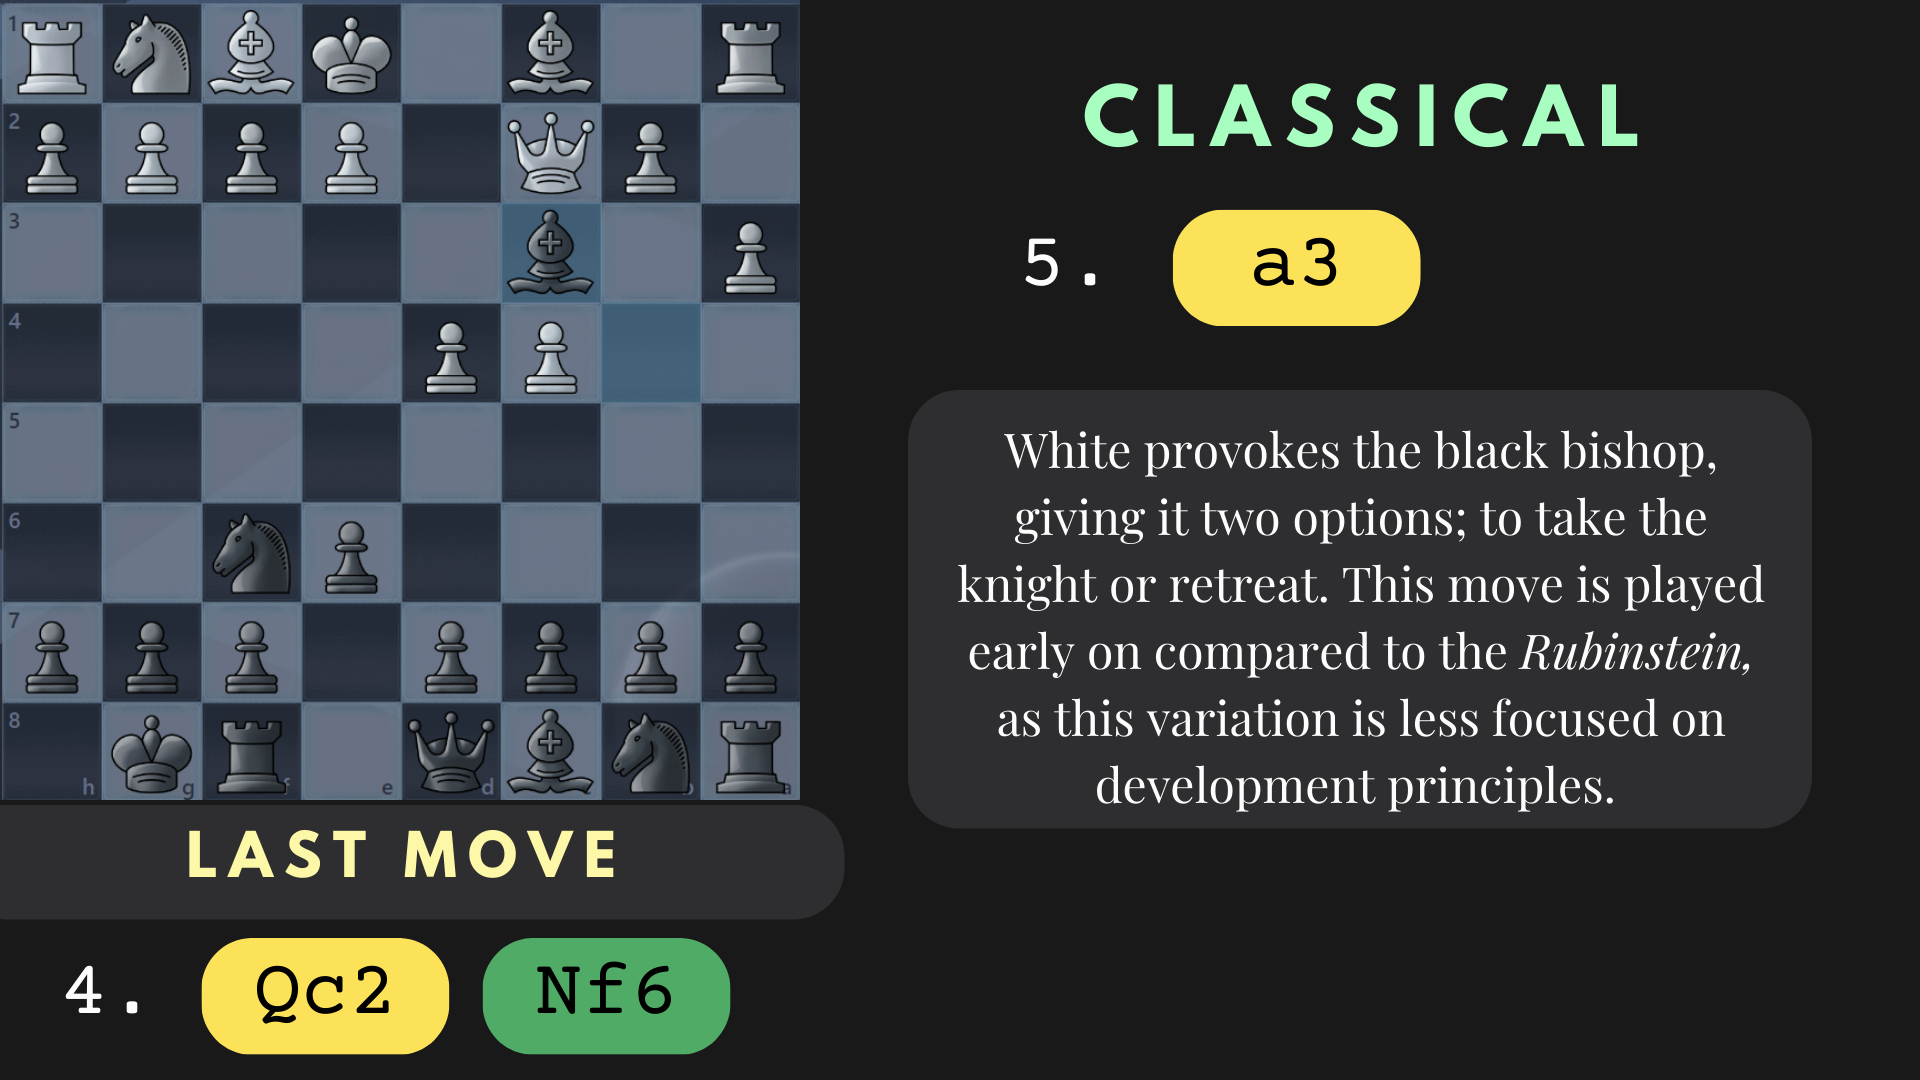 1
2
3
4
5
6
7
8
h
g
f
e
d
a
LAST MOVE
4. Qc2 Nf6
CLASSICAL
5. a3
White provokes the black bishop,
giving it two options; to take the
knight or retreat. This move is played
early on compared to the Rubinstein,
as this variation is less focused on
development principles.